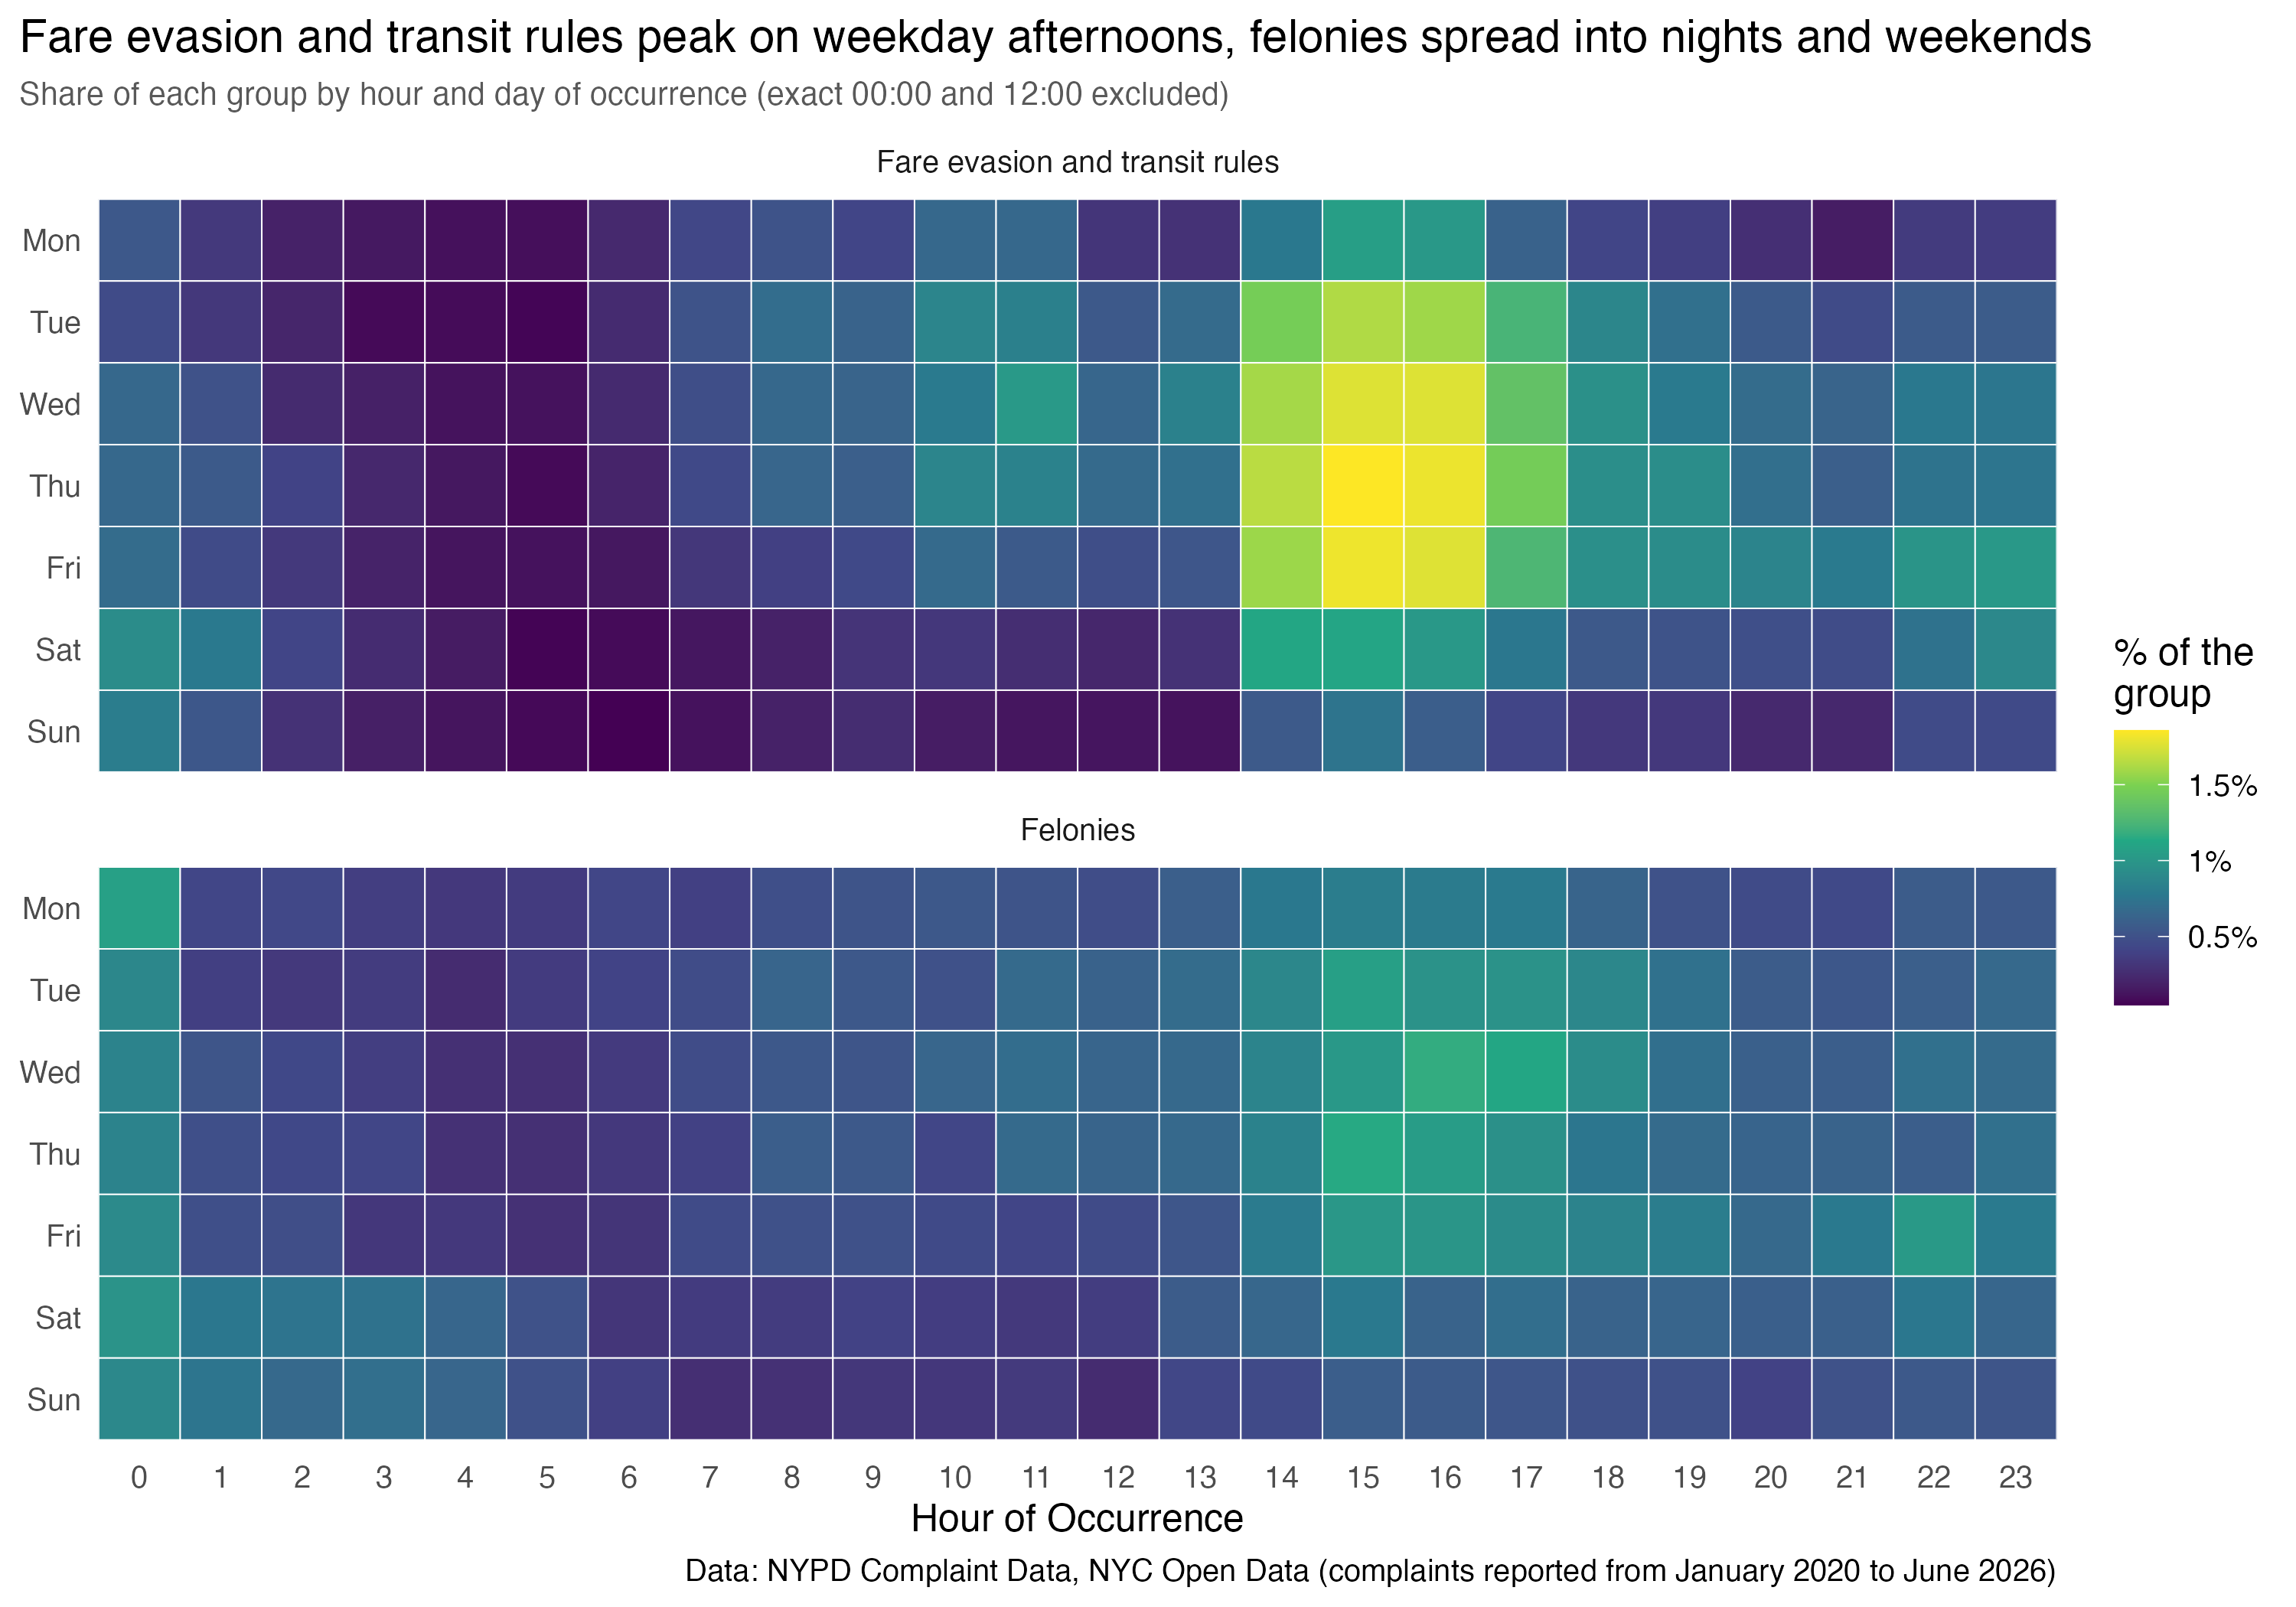 Fare evasion and transit rules peak on weekday afternoons, felonies spread into nights and weekends
Share of each group by hour and day of occurrence (exact 00:00 and 12:00 excluded)
Fare evasion and transit rules
Mon
Tue
Wed
Thu
Fri
Sat
Sun
Felonies
Mon
Tue
Wed
Thu
Fri
Sat
Sun
0 1 2 3 4 5 6 7 8 9 10 11 12 13 14 15 16 17 18 19 20 21 22 23
Hour of Occurrence
% of the
group
1.5%
1%
0.5%
Data: NYPD Complaint Data, NYC Open Data (complaints reported from January 2020 to June 2026)